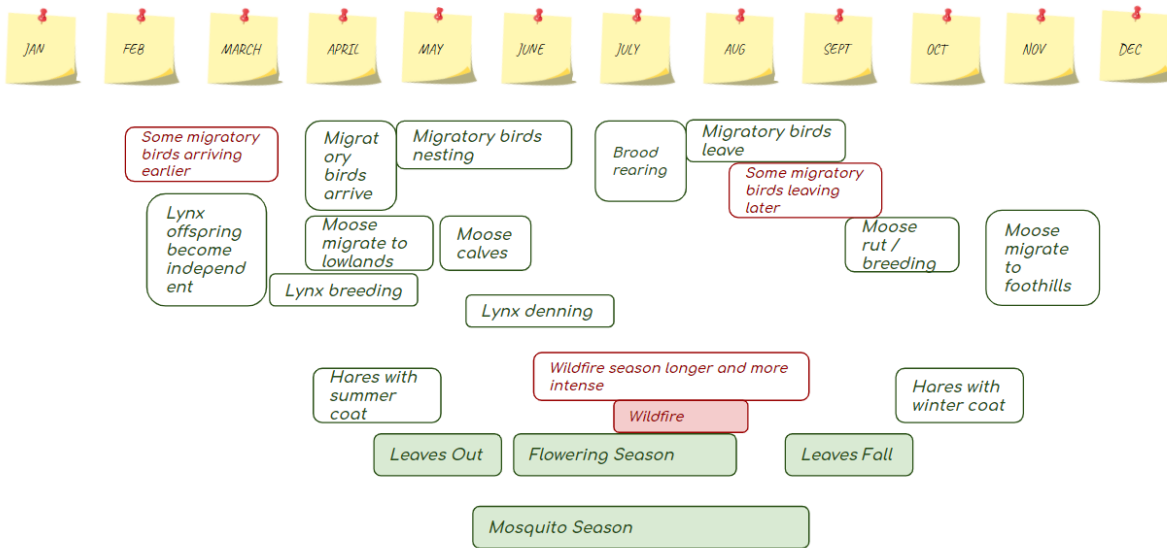 JAN
FEB
MARCH
APRIL
MAY
JUNE
JULY
AUG
SEPT
OCT
NOV
DEC
Some migratory
birds arriving
earlier
Migrat
ory
birds
arrive
Migratory birds
nesting
Brood
rearing
Migratory birds
leave
Some migratory
birds leaving
later
Lynx
offspring
become
independ
ent
Moose
migrate to
lowlands
Moose
calves
Moose
rut /
breeding
Moose
migrate
to
foothills
Lynx breeding
Lynx denning
Wildfire season longer and more
intense
Hares with
summer
coat
Wildfire
Hares with
winter coat
Leaves Out
Flowering Season
Leaves Fall
Mosquito Season